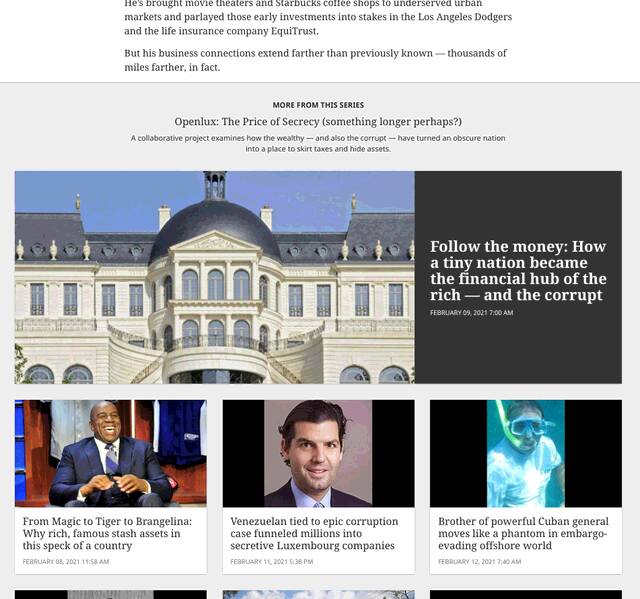 He's brought movie theaters and Starbucks coffee shops to underserved urban
markets and parlayed those early investments into stakes in the Los Angeles Dodgers
and the life insurance company EquiTrust.
But his business connections extend farther than previously known — thousands of
miles farther, in fact.
MORE FROM THIS SERIES
Openlux: The Price of Secrecy (something longer perhaps?)
A collaborative project examines how the wealthy — and also the corrupt — have turned an obscure nation
into a place to skirt taxes and hide assets.
Follow the money: How
a tiny nation became
the financial hub of the
rich — and the corrupt
FEBRUARY 09, 2021 7:00 AM
From Magic to Tiger to Brangelina:
Why rich, famous stash assets in
this speck of a country
FEBRUARY 08, 2021 11:58 AM
Venezuelan tied to epic corruption
case funneled millions into
secretive Luxembourg companies
FEBRUARY 11, 2021 5:38 PM
Brother of powerful Cuban general
moves like a phantom in embargo-
evading offshore world
FEBRUARY 12, 2021 7:40 AM